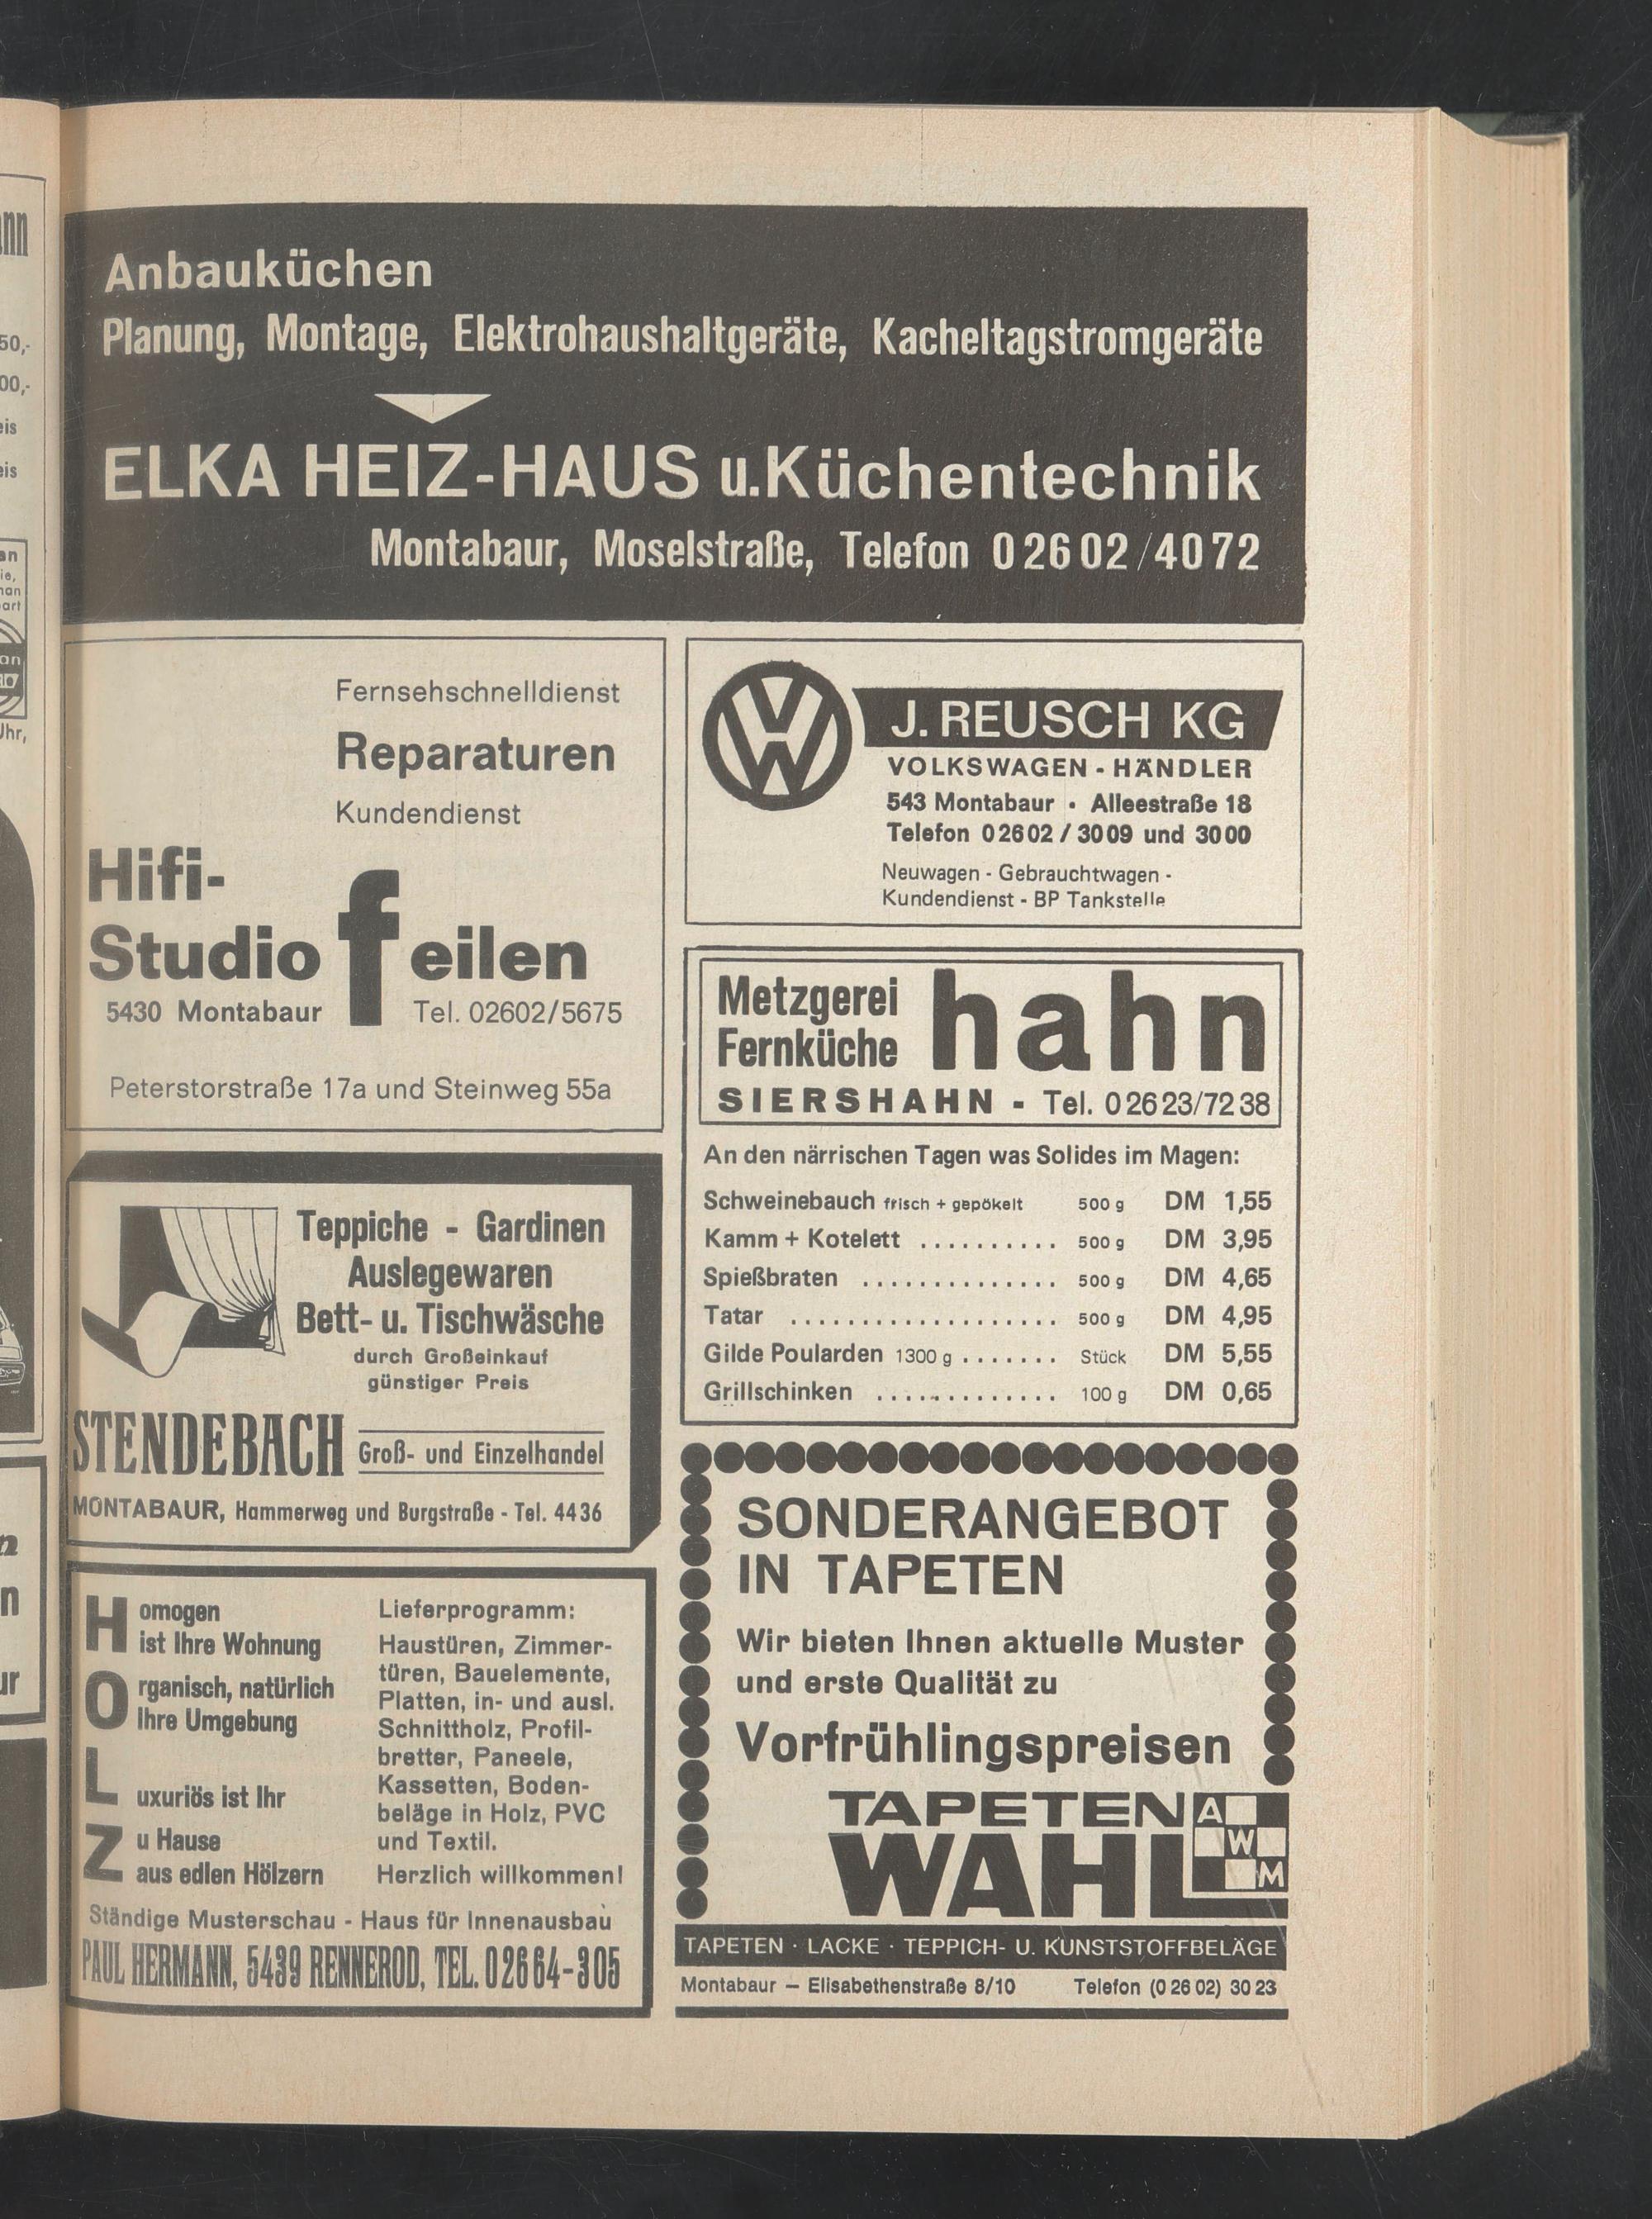 Anbauküchen
Planung, Montage, Elektrohaushaltgeräte, Kacheltagstromgeräte
ELKA HEIZ-HAUS u.Küchentechnik
Montabaur, Moselstraße, Telefon 02602/4072
Fernsehschnelldienst
Reparaturen
Kundendienst
Hifi-
Studio feilen
5430 Montabaur Tel. 02602/5675
Peterstorstraße 17a und Steinweg 55a
Teppiche - Gardinen
Auslegewaren
Bett- u. Tischwäsche
durch Großeinkauf
günstiger Preis
STENDEBACH Groß- und Einzelhandel
MONTABAUR, Hammerweg und Burgstraße - Tel. 4436
Homogen
ist Ihre Wohnung
Organisch, natürlich
Ihre Umgebung
Luxuriös ist Ihr
Zu Hause
aus edlen Hölzern
Lieferprogramm:
Haustüren, Zimmer-
türen, Bauelemente,
Platten, in- und ausl.
Schnittholz, Profil-
bretter, Paneele,
Kassetten, Boden-
beläge in Holz, PVC
und Textil.
Herzlich willkommen!
Ständige Musterschau - Haus für Innenausbau
PAUL HERMANN, 5439 RENNEROD, TEL. 02664-305
VW
J. REUSCH KG
VOLKSWAGEN - HÄNDLER
543 Montabaur • Alleestraße 18
Telefon 02602 / 3009 und 3000
Neuwagen - Gebrauchtwagen -
Kundendienst - BP Tankstelle
Metzgerei
Fernküche
hahn
SIERSHAHN - Tel. 02623/7238
An den närrischen Tagen was Solides im Magen:
Schweinebauch frisch + gepökelt 500 g DM 1,55
Kamm + Kotelett .......... 500 g DM 3,95
Spießbraten .............. 500 g DM 4,65
Tatar ................... 500 g DM 4,95
Gilde Poularden 1300 g ....... Stück DM 5,55
Grillschinken ............. 100 g DM 0,65
SONDERANGEBOT
IN TAPETEN
Wir bieten Ihnen aktuelle Muster
und erste Qualität zu
Vorfrühlingspreisen
TAPETEN
WAHL
A
W
M
TAPETEN · LACKE · TEPPICH- U. KUNSTSTOFFBELÄGE
Montabaur — Elisabethenstraße 8/10 Telefon (0 26 02) 30 23